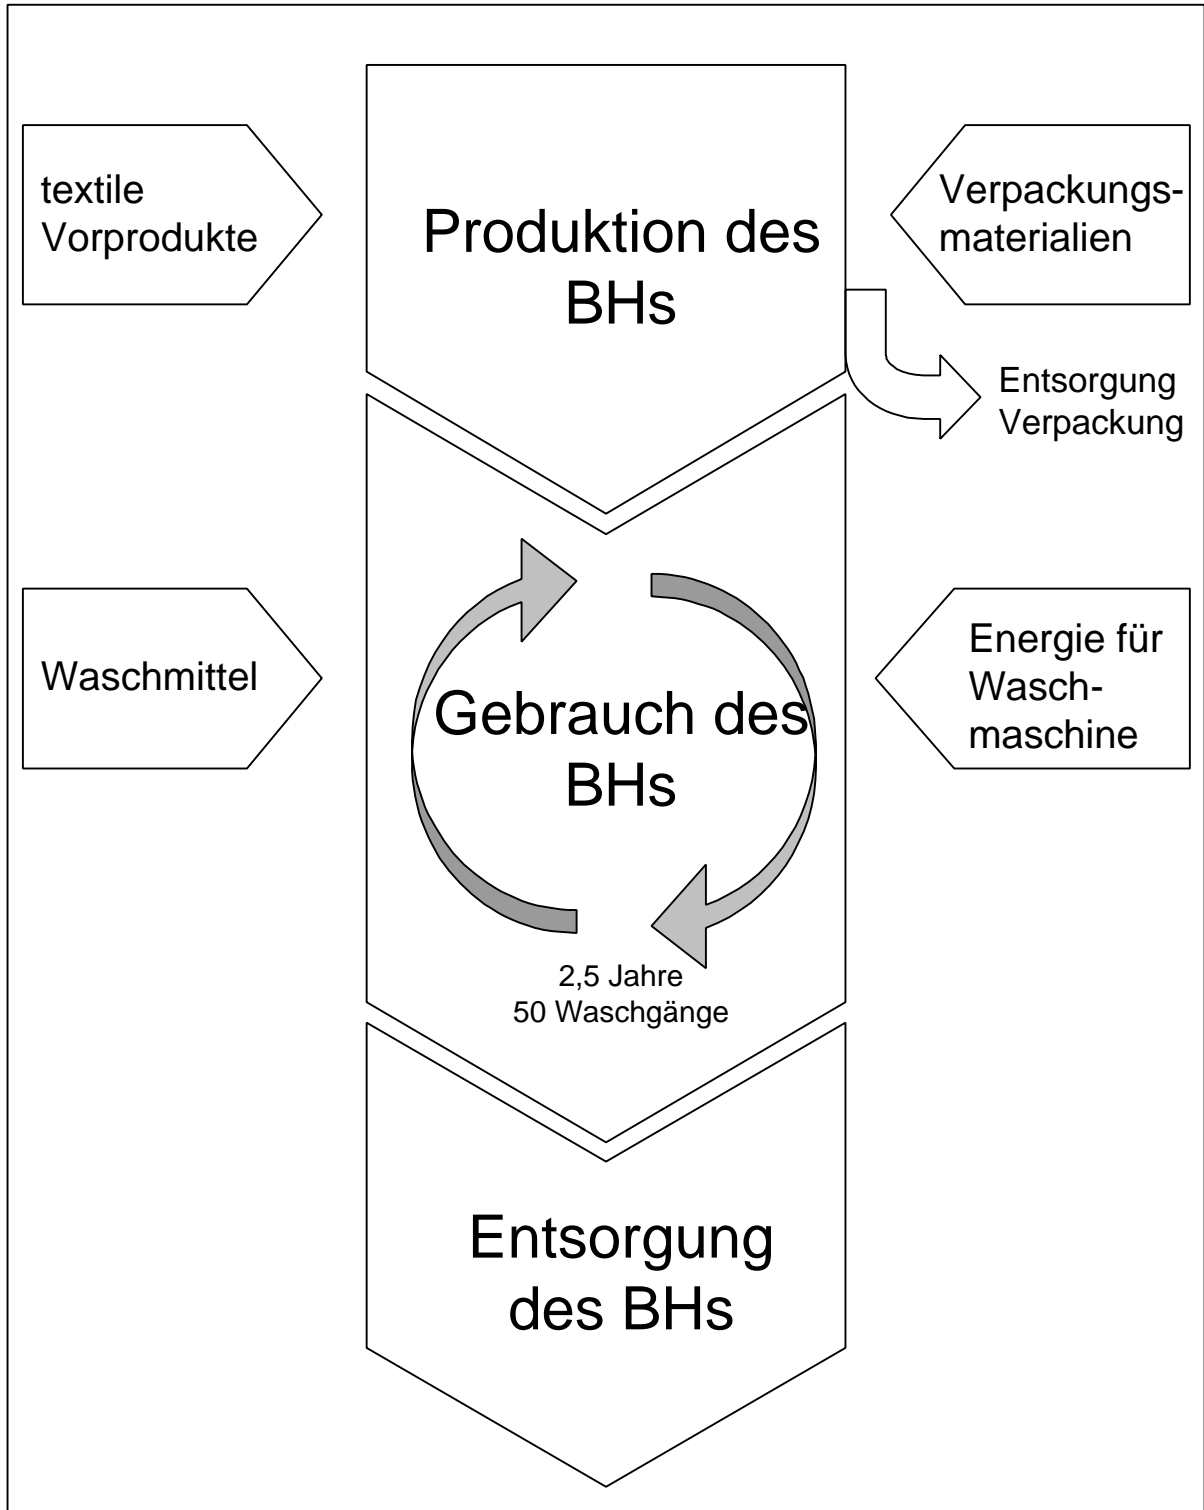 textile
Vorprodukte
Produktion des
BHs
Verpackungs-
materialien
Entsorgung
Verpackung
Waschmittel
Gebrauch des
BHs
Energie für
Wasch-
maschine
2,5 Jahre
50 Waschgänge
Entsorgung
des BHs